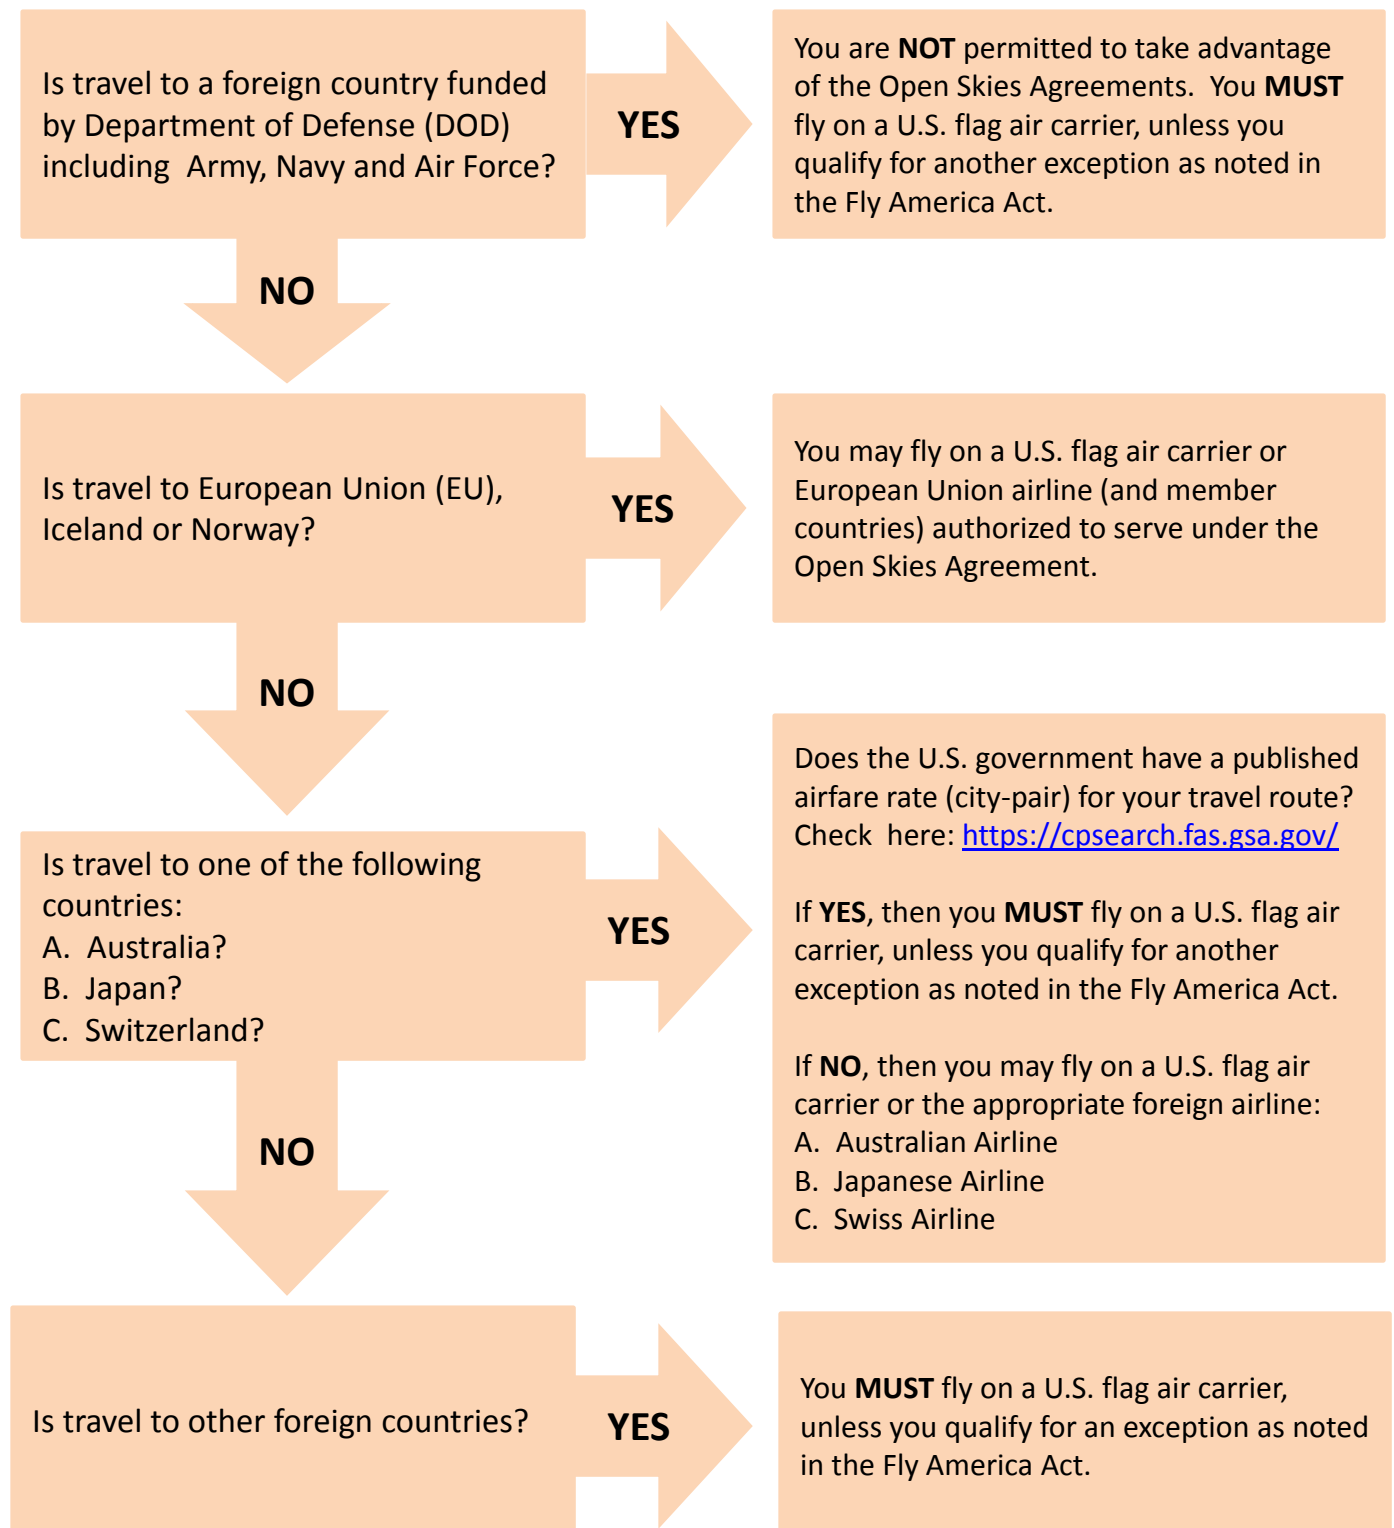 Is travel to a foreign country funded
by Department of Defense (DOD)
including  Army, Navy and Air Force?
YES
You are NOT permitted to take advantage
of the Open Skies Agreements.  You MUST
fly on a U.S. flag air carrier, unless you
qualify for another exception as noted in
the Fly America Act.
NO
Is travel to European Union (EU),
Iceland or Norway?
YES
You may fly on a U.S. flag air carrier or
European Union airline (and member
countries) authorized to serve under the
Open Skies Agreement.
NO
Is travel to one of the following
countries:
A.  Australia?
B.  Japan?
C.  Switzerland?
YES
Does the U.S. government have a published
airfare rate (city-pair) for your travel route?
Check  here: https://cpsearch.fas.gsa.gov/
If YES, then you MUST fly on a U.S. flag air
carrier, unless you qualify for another
exception as noted in the Fly America Act.
If NO, then you may fly on a U.S. flag air
carrier or the appropriate foreign airline:
A.  Australian Airline
B.  Japanese Airline
C.  Swiss Airline
NO
Is travel to other foreign countries?
YES
You MUST fly on a U.S. flag air carrier,
unless you qualify for an exception as noted
in the Fly America Act.